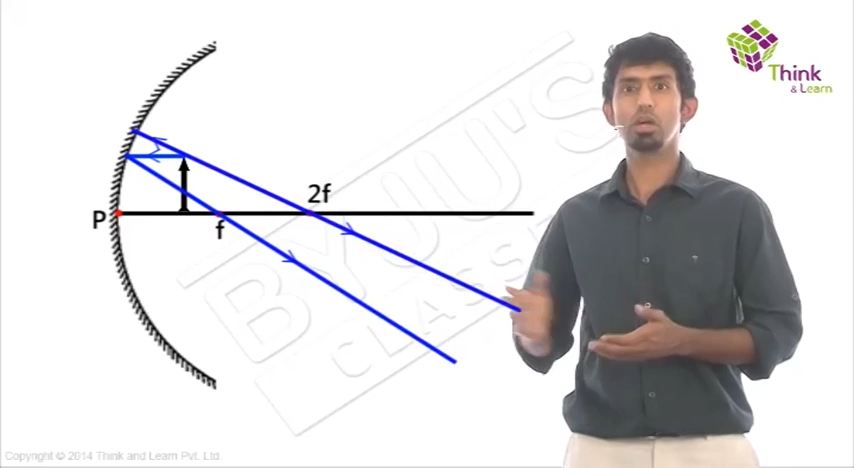 Think
& Learn
2f
P
f
BYJU'S
CLASSES
Copyright © 2014 Think and Learn Pvt. Ltd